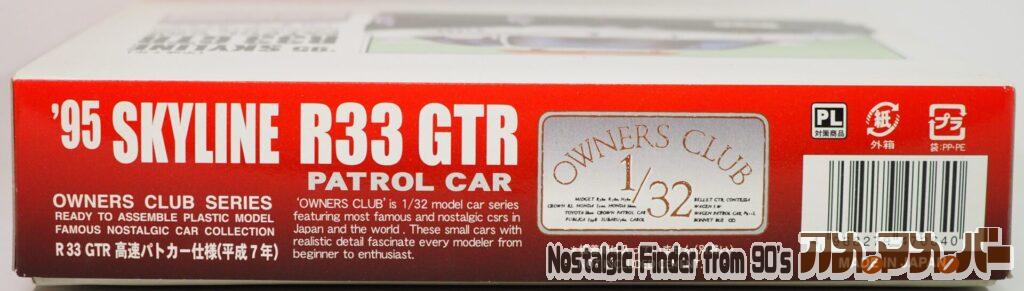 '95 SKYLINE R33 GTR
PATROL CAR
OWNERS CLUB SERIES
READY TO ASSEMBLE PLASTIC MODEL
FAMOUS NOSTALGIC CAR COLLECTION
R33 GTR 高速パトカー仕様(平成7年)
'OWNERS CLUB' is 1/32 model car series
featuring most famous and nostalgic csrs in
Japan and the world. These small cars with
realistic detail fascinate every modeler from
beginner to enthusiast.
OWNERS CLUB
1/32
PL
対策商品
紙
外箱
プラ
袋:PP·PE
MADE IN JAPAN
Nostalgic Finder from 90's